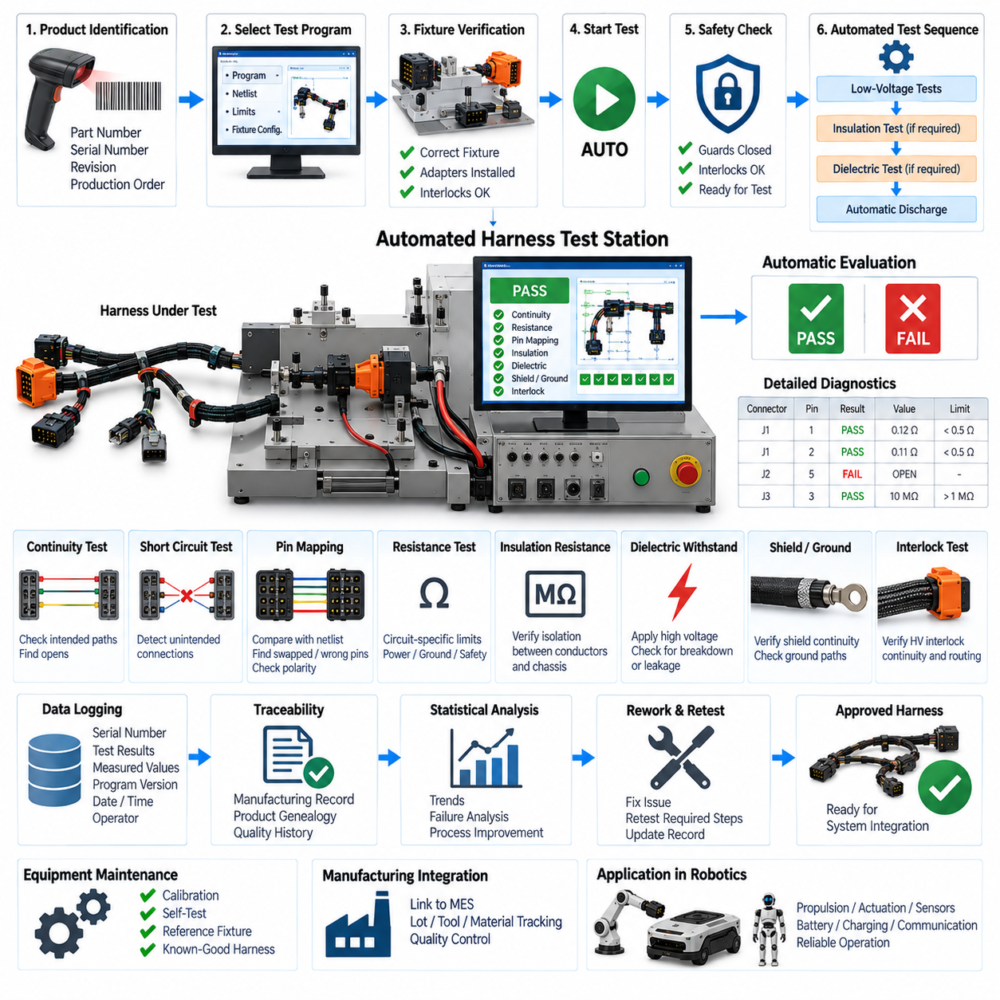 1. Product Identification
Part Number
Serial Number
Revision
Production Order
2. Select Test Program
• Program
• Netlist
• Limits
• Fixture Config.
3. Fixture Verification
Correct Fixture
Adapters Installed
Interlocks OK
4. Start Test
AUTO
5. Safety Check
Guards Closed
Interlocks OK
Ready for Test
6. Automated Test Sequence
Low-Voltage Tests
Insulation Test (if required)
Dielectric Test (if required)
Automatic Discharge
Automated Harness Test Station
Harness Under Test
PASS
Continuity
Resistance
Pin Mapping
Insulation
Dielectric
Shield / Ground
Interlock
Automatic Evaluation
PASS
FAIL
Detailed Diagnostics
Connector Pin Result Value Limit
J1 1 PASS 0.12 Ω < 0.5 Ω
J1 2 PASS 0.11 Ω < 0.5 Ω
J2 5 FAIL OPEN -
J3 3 PASS 10 MΩ > 1 MΩ
Continuity Test
Check intended paths
Find opens
Short Circuit Test
Detect unintended
connections
Pin Mapping
Compare with netlist
Find swapped / wrong pins
Check polarity
Resistance Test
Ω
Circuit-specific limits
Power / Ground / Safety
Insulation Resistance
MΩ
Verify isolation
between conductors
and chassis
Dielectric Withstand
Apply high voltage
Check for breakdown
or leakage
Shield / Ground
Verify shield continuity
Check ground paths
Interlock Test
Verify HV interlock
continuity and routing
Data Logging
Serial Number
Test Results
Measured Values
Program Version
Date / Time
Operator
Traceability
Manufacturing Record
Product Genealogy
Quality History
Statistical Analysis
Trends
Failure Analysis
Process Improvement
Rework & Retest
Fix Issue
Retest Required Steps
Update Record
Approved Harness
Ready for
System Integration
Equipment Maintenance
Calibration
Self-Test
Reference Fixture
Known-Good Harness
Manufacturing Integration
Link to MES
Lot / Tool / Material Tracking
Quality Control
Application in Robotics
Propulsion / Actuation / Sensors
Battery / Charging / Communication
Reliable Operation